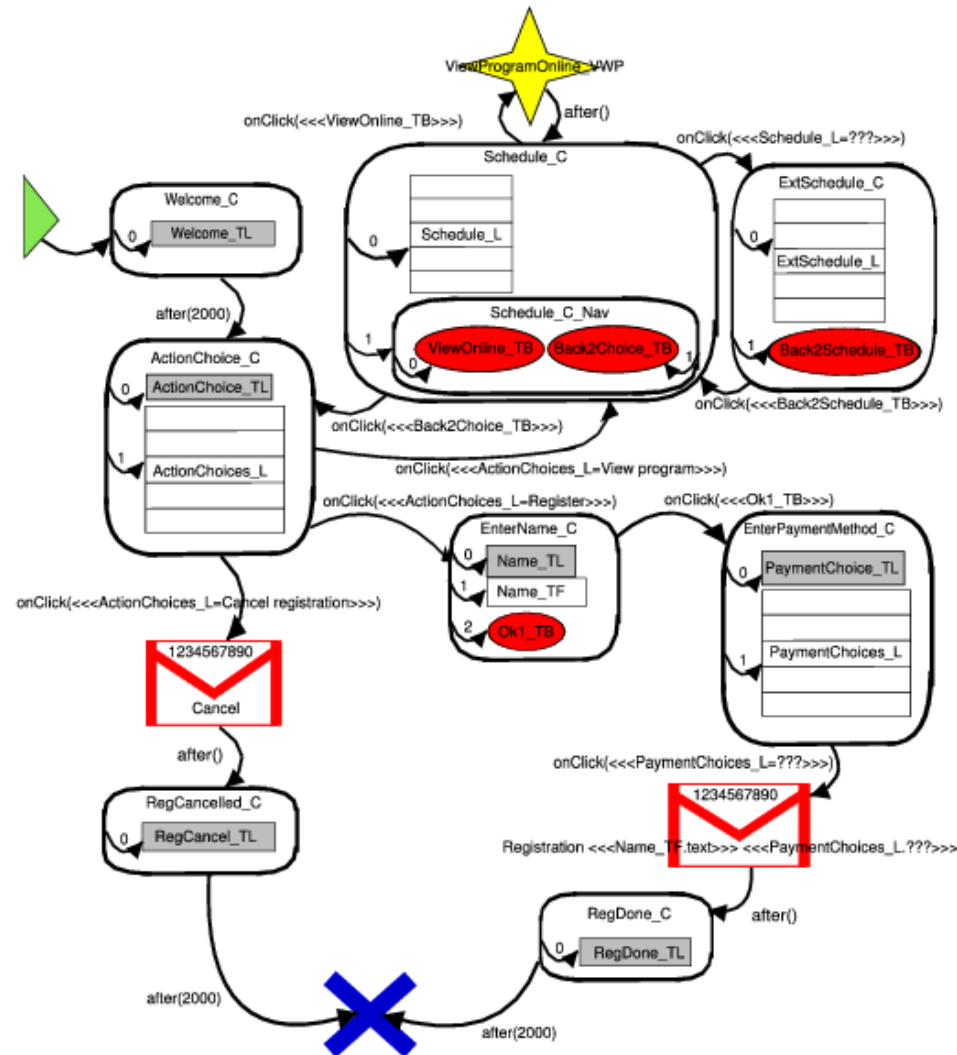 ViewProgramOnline_VWP
onClick(<<<ViewOnline_TB>>>)
after()
onClick(<<<Schedule_L=???>>>)
Schedule_C
Schedule_L
0
Schedule_C_Nav
1
ViewOnline_TB
Back2Choice_TB
0
1
ExtSchedule_C
0
ExtSchedule_L
1
Back2Schedule_TB
onClick(<<<Back2Schedule_TB>>>)
Welcome_C
0
Welcome_TL
after(2000)
ActionChoice_C
0
ActionChoice_TL
1
ActionChoices_L
onClick(<<<Back2Choice_TB>>>)
onClick(<<<ActionChoices_L=View program>>>)
onClick(<<<ActionChoices_L=Register>>>)
EnterName_C
0
Name_TL
1
Name_TF
2
Ok1_TB
onClick(<<<Ok1_TB>>>)
EnterPaymentMethod_C
0
PaymentChoice_TL
1
PaymentChoices_L
onClick(<<<ActionChoices_L=Cancel registration>>>)
1234567890
Cancel
after()
RegCancelled_C
0
RegCancel_TL
onClick(<<<PaymentChoices_L=???>>>)
1234567890
Registration <<<Name_TF.text>>> <<<PaymentChoices_L.???>>>
after()
RegDone_C
0
RegDone_TL
after(2000)
after(2000)